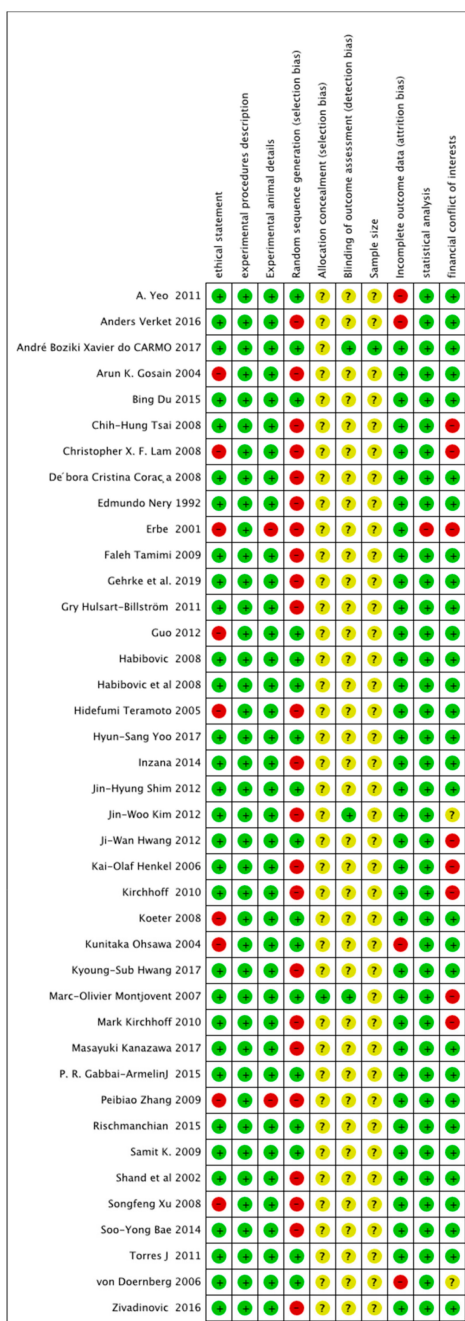 ethical statement
experimental procedures description
Experimental animal details
Random sequence generation (selection bias)
Allocation concealment (selection bias)
Blinding of outcome assessment (detection bias)
Sample size
Incomplete outcome data (attrition bias)
statistical analysis
financial conflict of interests
A. Yeo 2011 + + + + ? ? ? - + +
Anders Verket 2016 + + + - ? ? ? - + +
André Boziki Xavier do CARMO 2017 + + + + ? + + + + +
Arun K. Gosain 2004 - + + - ? ? ? + + +
Bing Du 2015 + + + + ? ? ? + + +
Chih-Hung Tsai 2008 + + + - ? ? ? + + -
Christopher X. F. Lam 2008 - + + - ? ? ? + + -
De´bora Cristina Corac¸a 2008 + + + - ? ? ? + + +
Edmundo Nery 1992 + + + - ? ? ? + + +
Erbe 2001 - + - - ? ? ? + - -
Faleh Tamimi 2009 + + + - ? ? ? + + +
Gehrke et al. 2019 + + + - ? ? ? + + +
Gry Hulsart-Billström 2011 + + + - ? ? ? + + +
Guo 2012 - + + + ? ? ? + + +
Habibovic 2008 + + + + ? ? ? + + +
Habibovic et al 2008 + + + + ? ? ? + + +
Hidefumi Teramoto 2005 - + + - ? ? ? + + +
Hyun-Sang Yoo 2017 + + + + ? ? ? + + +
Inzana 2014 + + + - ? ? ? + + +
Jin-Hyung Shim 2012 + + + + ? ? ? + + +
Jin-Woo Kim 2012 + + + - ? + ? + + ?
Ji-Wan Hwang 2012 + + + + ? ? ? + + -
Kai-Olaf Henkel 2006 + + + - ? ? ? + + -
Kirchhoff 2010 + + + - ? ? ? + + -
Koeter 2008 - + + + ? ? ? + + +
Kunitaka Ohsawa 2004 - + + + ? ? ? - + +
Kyoung-Sub Hwang 2017 + + + - ? ? ? + + +
Marc-Olivier Montjovent 2007 + + + + + + ? + + -
Mark Kirchhoff 2010 + + + - ? ? ? + + -
Masayuki Kanazawa 2017 + + + - ? ? ? + + +
P. R. Gabbai-ArmelinJ 2015 + + + + ? ? ? + + +
Peibiao Zhang 2009 - + - - ? ? ? + + +
Rischmanchian 2015 + + + + ? ? ? + + +
Samit K. 2009 + + + + ? ? ? + + +
Shand et al 2002 + + + - ? ? ? + + +
Songfeng Xu 2008 - + + - ? ? ? + + +
Soo-Yong Bae 2014 + + + - ? ? ? + + +
Torres J 2011 + + + + ? ? ? + + +
von Doernberg 2006 + + + + ? ? ? - + ?
Zivadinovic 2016 + + + - ? ? ? + + +